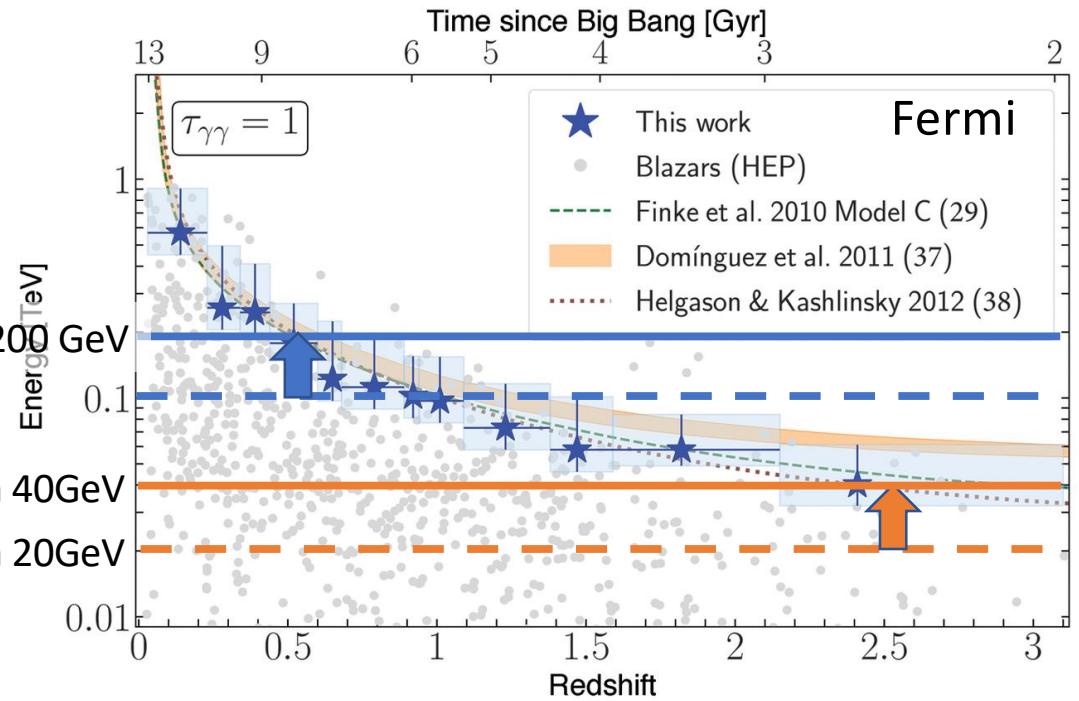 Time since Big Bang [Gyr]
13 9 6 5 4 3 2
τγγ = 1
Fermi
This work
Blazars (HEP)
Finke et al. 2010 Model C (29)
Domínguez et al. 2011 (37)
Helgason & Kashlinsky 2012 (38)
Energy [TeV]
1
200 GeV
0.1
40GeV
20GeV
0.01
0 0.5 1 1.5 2 2.5 3
Redshift